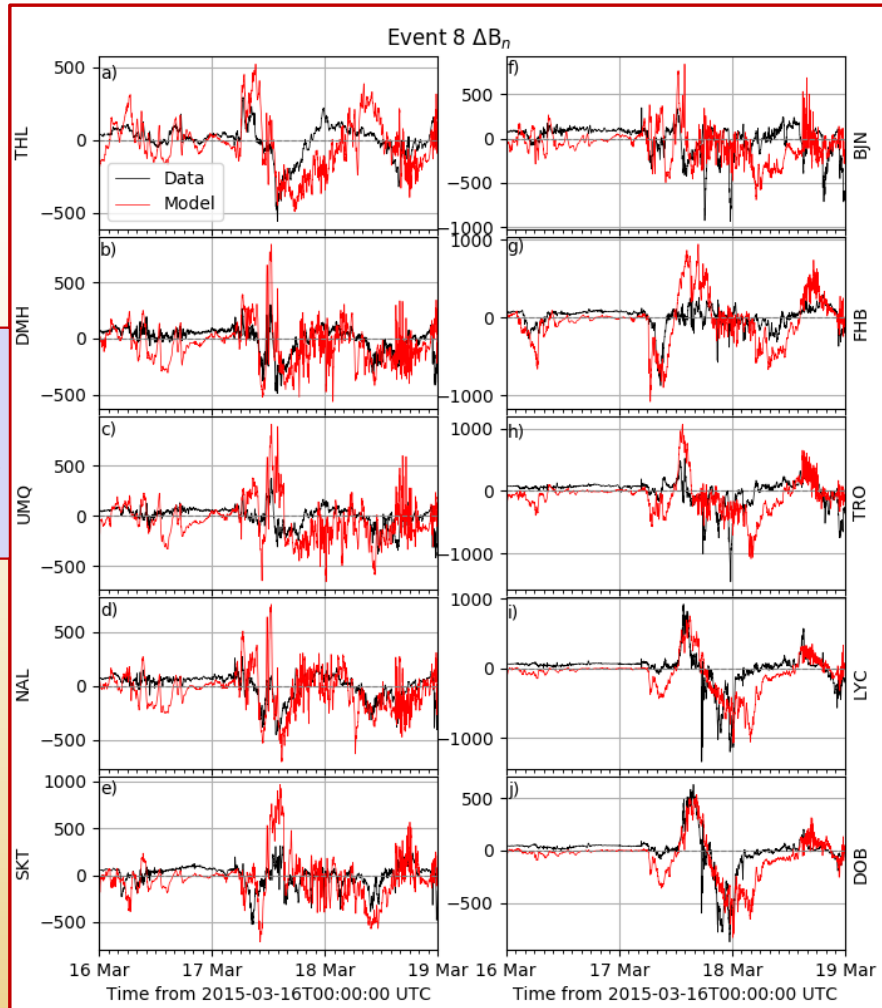 Event 8 ΔBₙ
a)
500
0
−500
THL
Data
Model
b)
500
0
−500
DMH
c)
500
0
−500
UMQ
d)
500
0
−500
NAL
e)
1000
500
0
−500
SKT
16 Mar 17 Mar 18 Mar 19 Mar
Time from 2015-03-16T00:00:00 UTC
f)
500
0
−500
−1000
BJN
g)
1000
0
−1000
FHB
h)
1000
0
−1000
TRO
i)
1000
0
−1000
LYC
j)
500
0
−500
DOB
16 Mar 17 Mar 18 Mar 19 Mar
Time from 2015-03-16T00:00:00 UTC